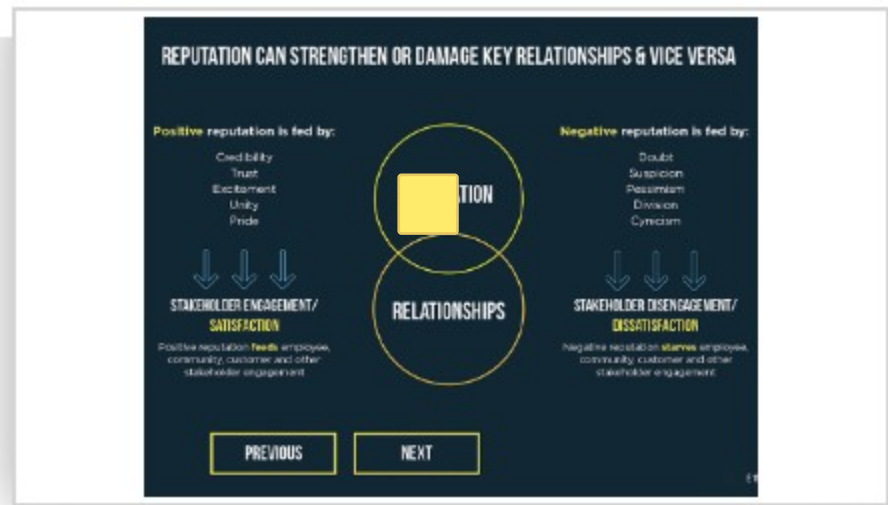 REPUTATION CAN STRENGTHEN OR DAMAGE KEY RELATIONSHIPS & VICE VERSA
Positive reputation is fed by:
Credibility
Trust
Excitement
Unity
Pride
STAKEHOLDER ENGAGEMENT/
SATISFACTION
Positive reputation feeds employee,
community, customer and other
stakeholder engagement
TION
RELATIONSHIPS
Negative reputation is fed by:
Doubt
Suspicion
Pessimism
Division
Cynicism
STAKEHOLDER DISENGAGEMENT/
DISSATISFACTION
Negative reputation starves employee,
community, customer and other
stakeholder engagement
PREVIOUS
NEXT